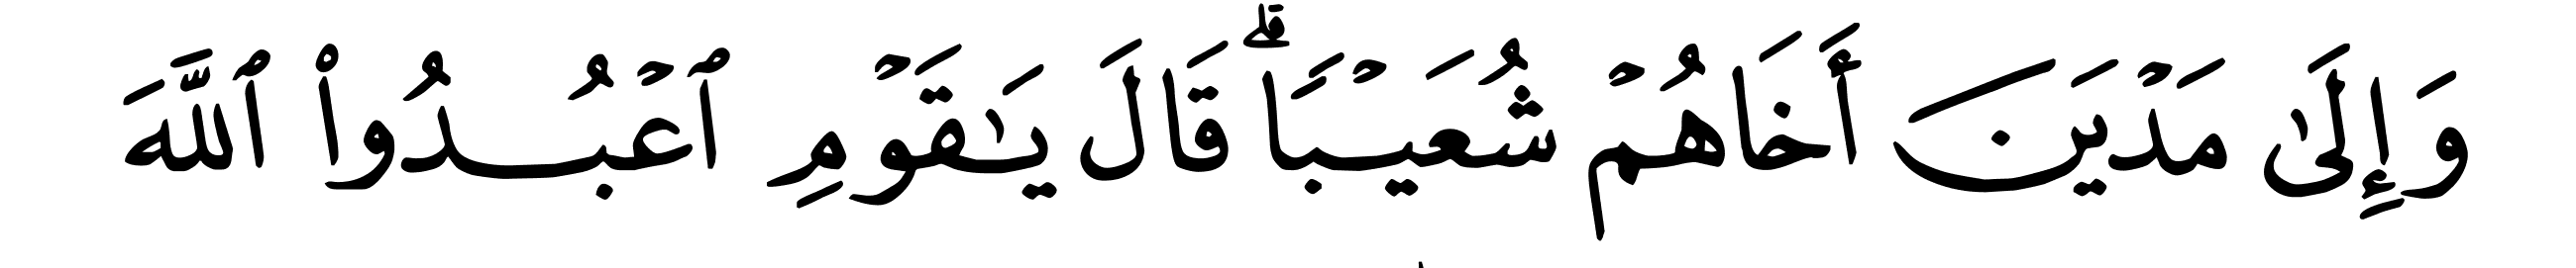 وَإِلَىٰ مَدۡيَنَ أَخَاهُمۡ شُعَيۡبٗاۚ قَالَ يَٰقَوۡمِ ٱعۡبُدُواْ ٱللَّهَ